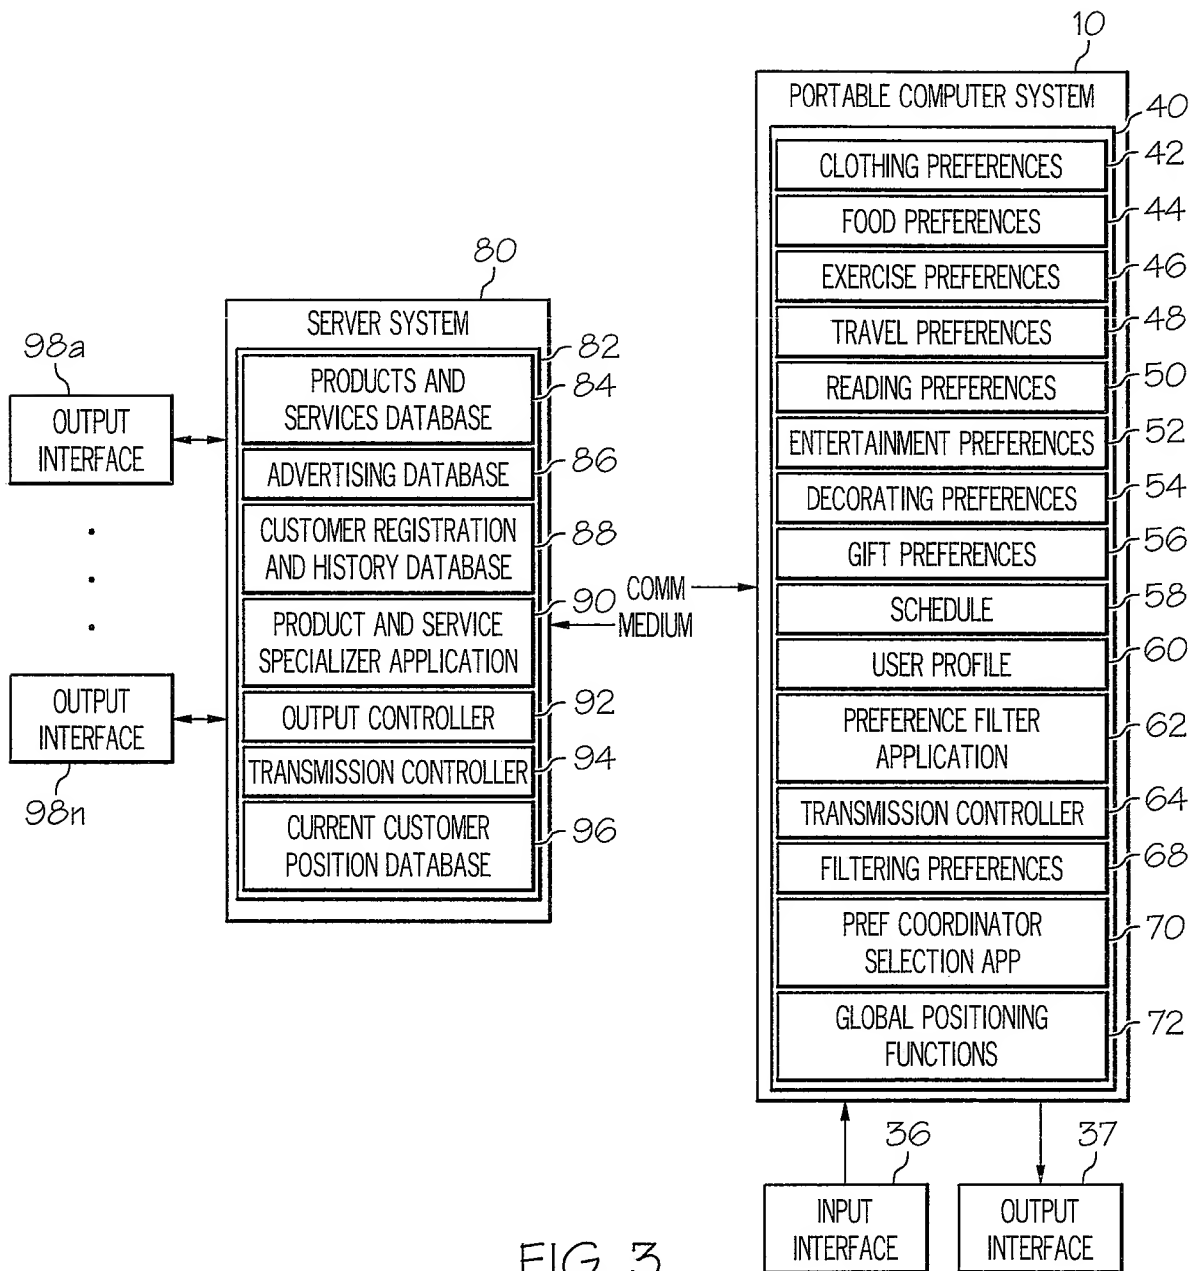 10
PORTABLE COMPUTER SYSTEM
40
CLOTHING PREFERENCES
42
FOOD PREFERENCES
44
EXERCISE PREFERENCES
46
TRAVEL PREFERENCES
48
READING PREFERENCES
50
ENTERTAINMENT PREFERENCES
52
DECORATING PREFERENCES
54
GIFT PREFERENCES
56
SCHEDULE
58
USER PROFILE
60
PREFERENCE FILTER
APPLICATION
62
TRANSMISSION CONTROLLER
64
FILTERING PREFERENCES
68
PREF COORDINATOR
SELECTION APP
70
GLOBAL POSITIONING
FUNCTIONS
72
80
SERVER SYSTEM
82
PRODUCTS AND
SERVICES DATABASE
84
ADVERTISING DATABASE
86
CUSTOMER REGISTRATION
AND HISTORY DATABASE
88
PRODUCT AND SERVICE
SPECIALIZER APPLICATION
90
OUTPUT CONTROLLER
92
TRANSMISSION CONTROLLER
94
CURRENT CUSTOMER
POSITION DATABASE
96
98a
OUTPUT
INTERFACE
OUTPUT
INTERFACE
98n
COMM
MEDIUM
36
INPUT
INTERFACE
37
OUTPUT
INTERFACE
FIG. 3